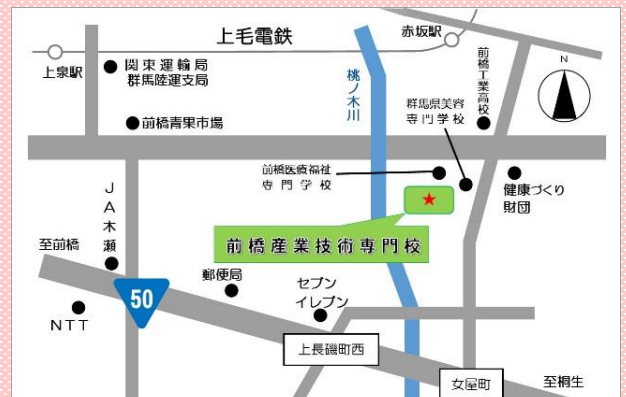 上毛電鉄
赤坂駅
上泉駅
関東運輸局
群馬陸運支局
前橋工業高校
N
桃ノ木川
群馬県美容
専門学校
前橋青果市場
前橋医療福祉
専門学校
健康づくり
財団
JA木瀬
前橋産業技術専門校
至前橋
郵便局
セブン
イレブン
50
NTT
上長磯町西
女屋町
至桐生